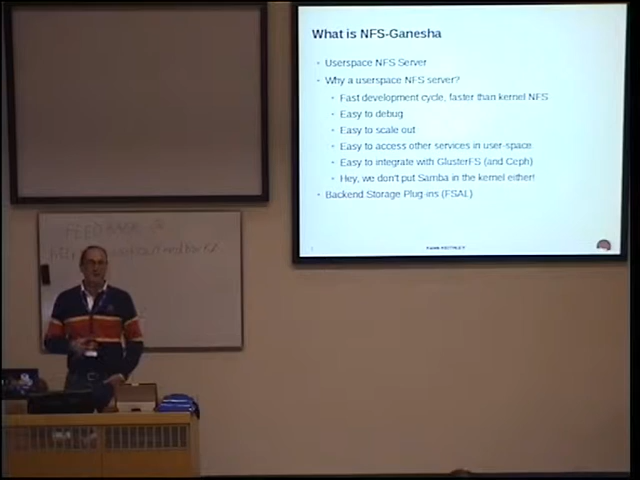 What is NFS-Ganesha
Userspace NFS Server
Why a userspace NFS server?
Fast development cycle, faster than kernel NFS
Easy to debug
Easy to scale out
Easy to access other services in user-space
Easy to integrate with GlusterFS (and Ceph)
Hey, we don't put Samba in the kernel either!
Backend Storage Plug-ins (FSAL)
FEEDBACK